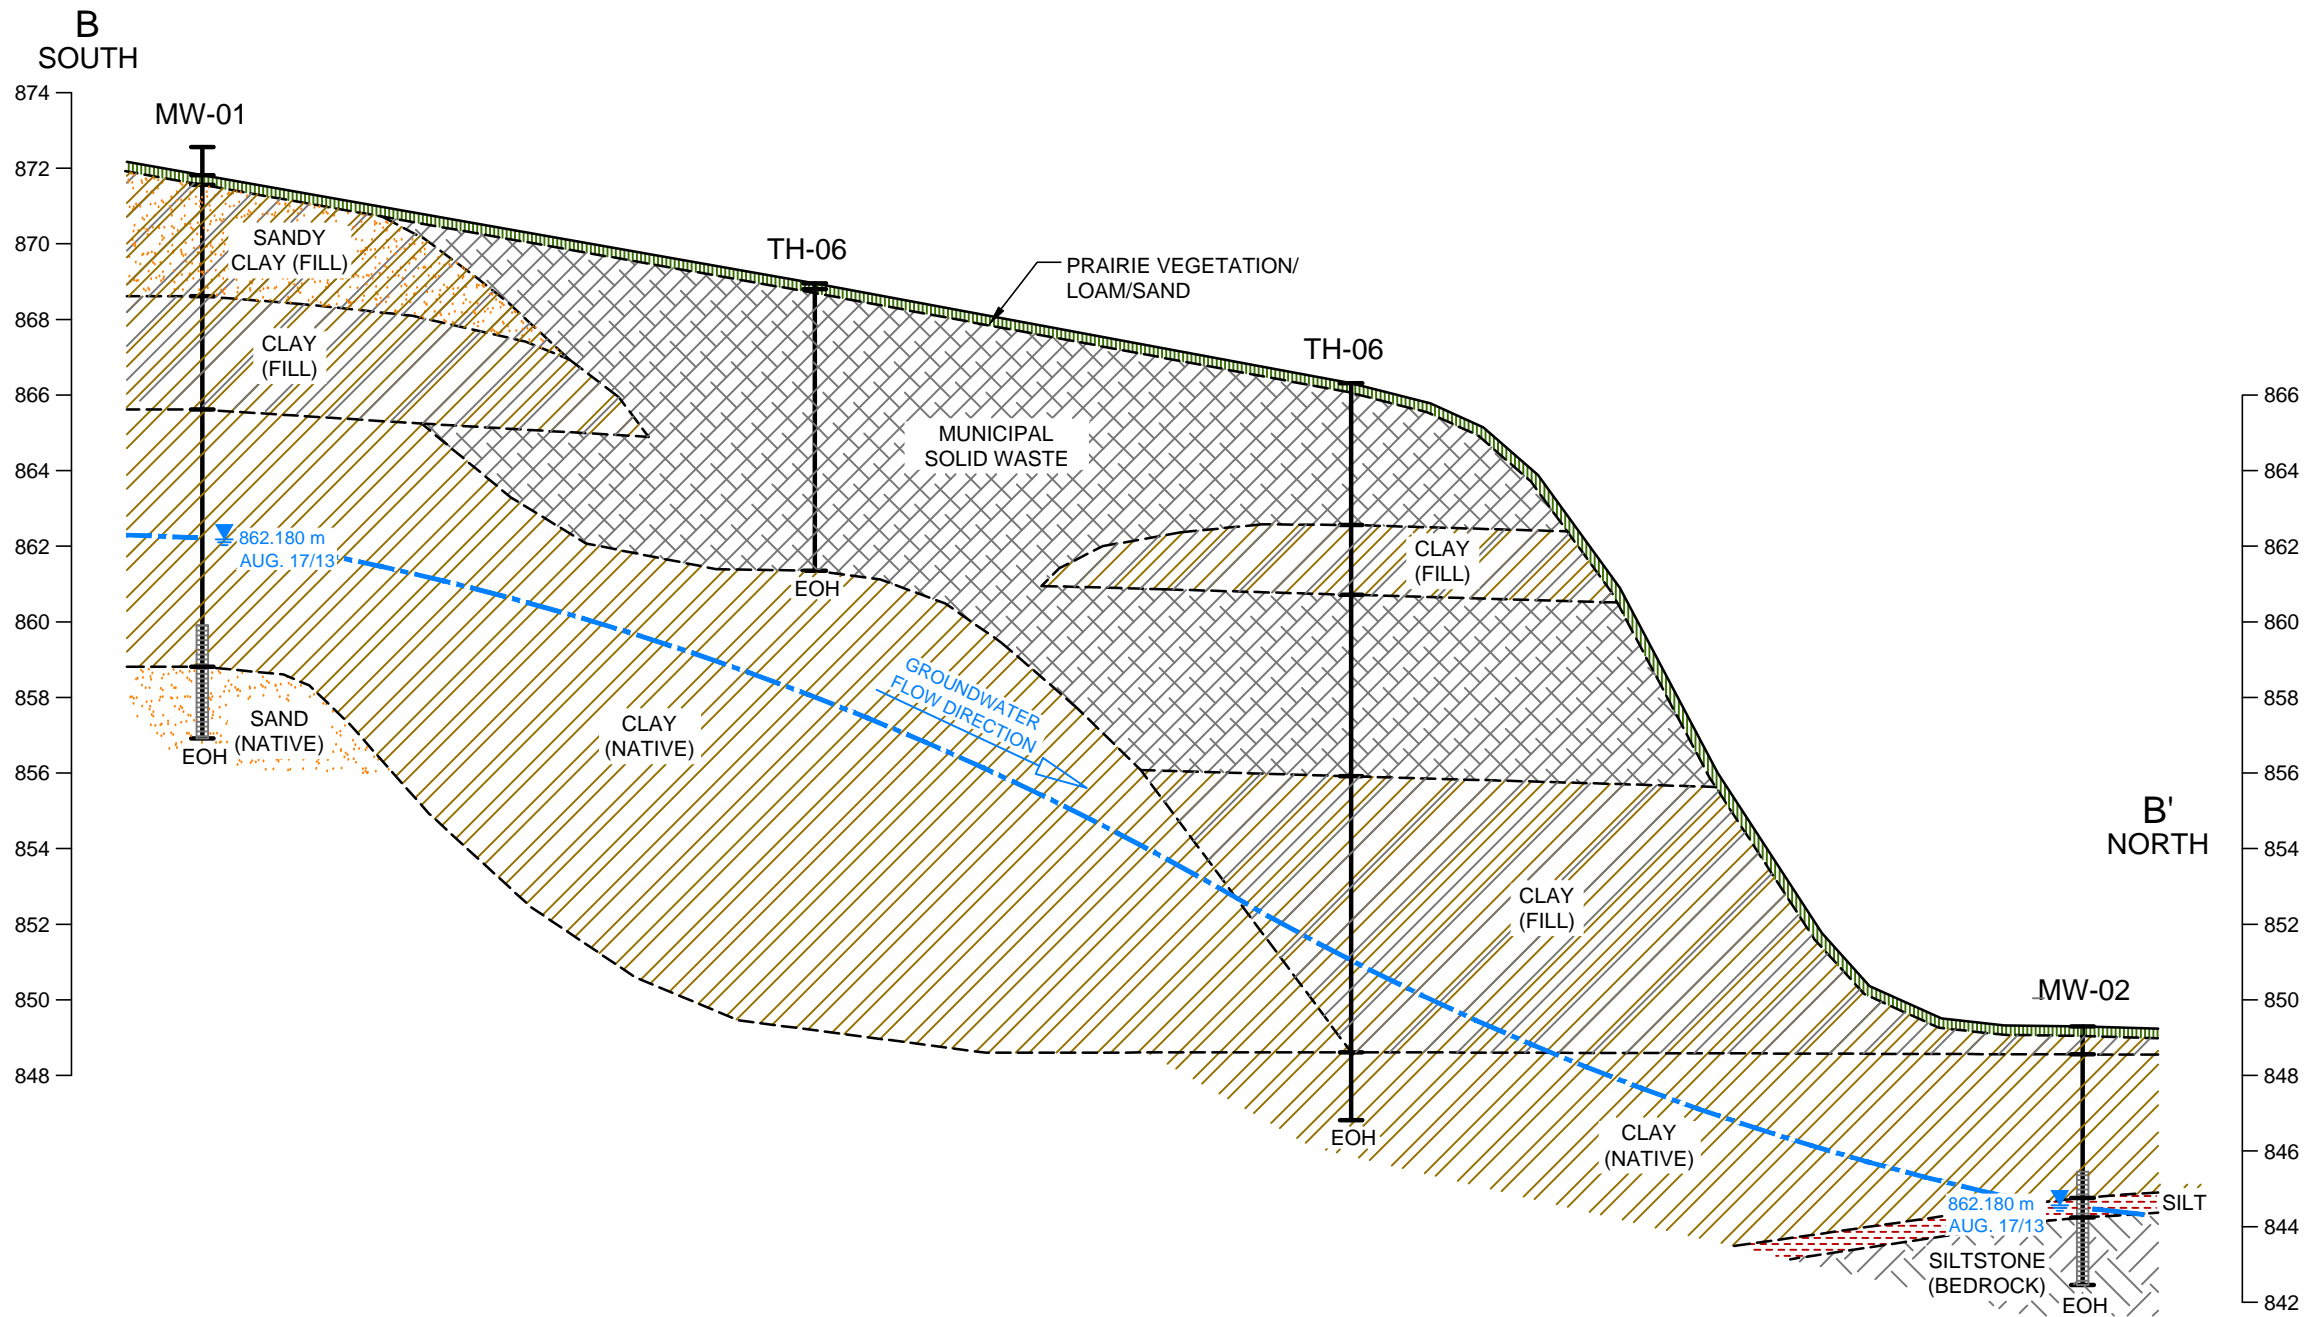 B
SOUTH
874
872
870
868
866
864
862
860
858
856
854
852
850
848
MW-01
SANDY
CLAY (FILL)
CLAY
(FILL)
862.180 m
AUG. 17/13
SAND
(NATIVE)
EOH
TH-06
EOH
PRAIRIE VEGETATION/
LOAM/SAND
MUNICIPAL
SOLID WASTE
TH-06
CLAY
(FILL)
CLAY
(NATIVE)
GROUNDWATER
FLOW DIRECTION
CLAY
(FILL)
EOH
CLAY
(NATIVE)
B'
NORTH
MW-02
862.180 m
AUG. 17/13
SILT
SILTSTONE
(BEDROCK)
EOH
866
864
862
860
858
856
854
852
850
848
846
844
842